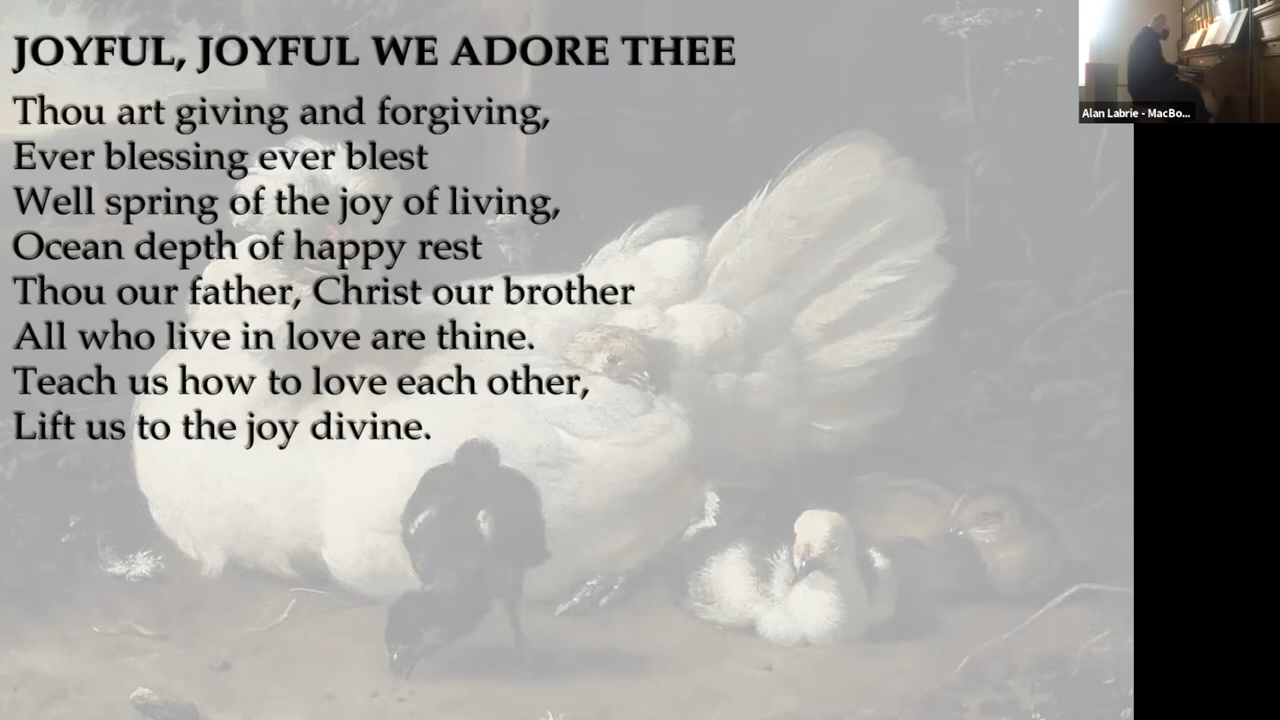 JOYFUL, JOYFUL WE ADORE THEE
Thou art giving and forgiving,
Ever blessing ever blest
Well spring of the joy of living,
Ocean depth of happy rest
Thou our father, Christ our brother
All who live in love are thine.
Teach us how to love each other,
Lift us to the joy divine.
Alan Labrie - MacBo...